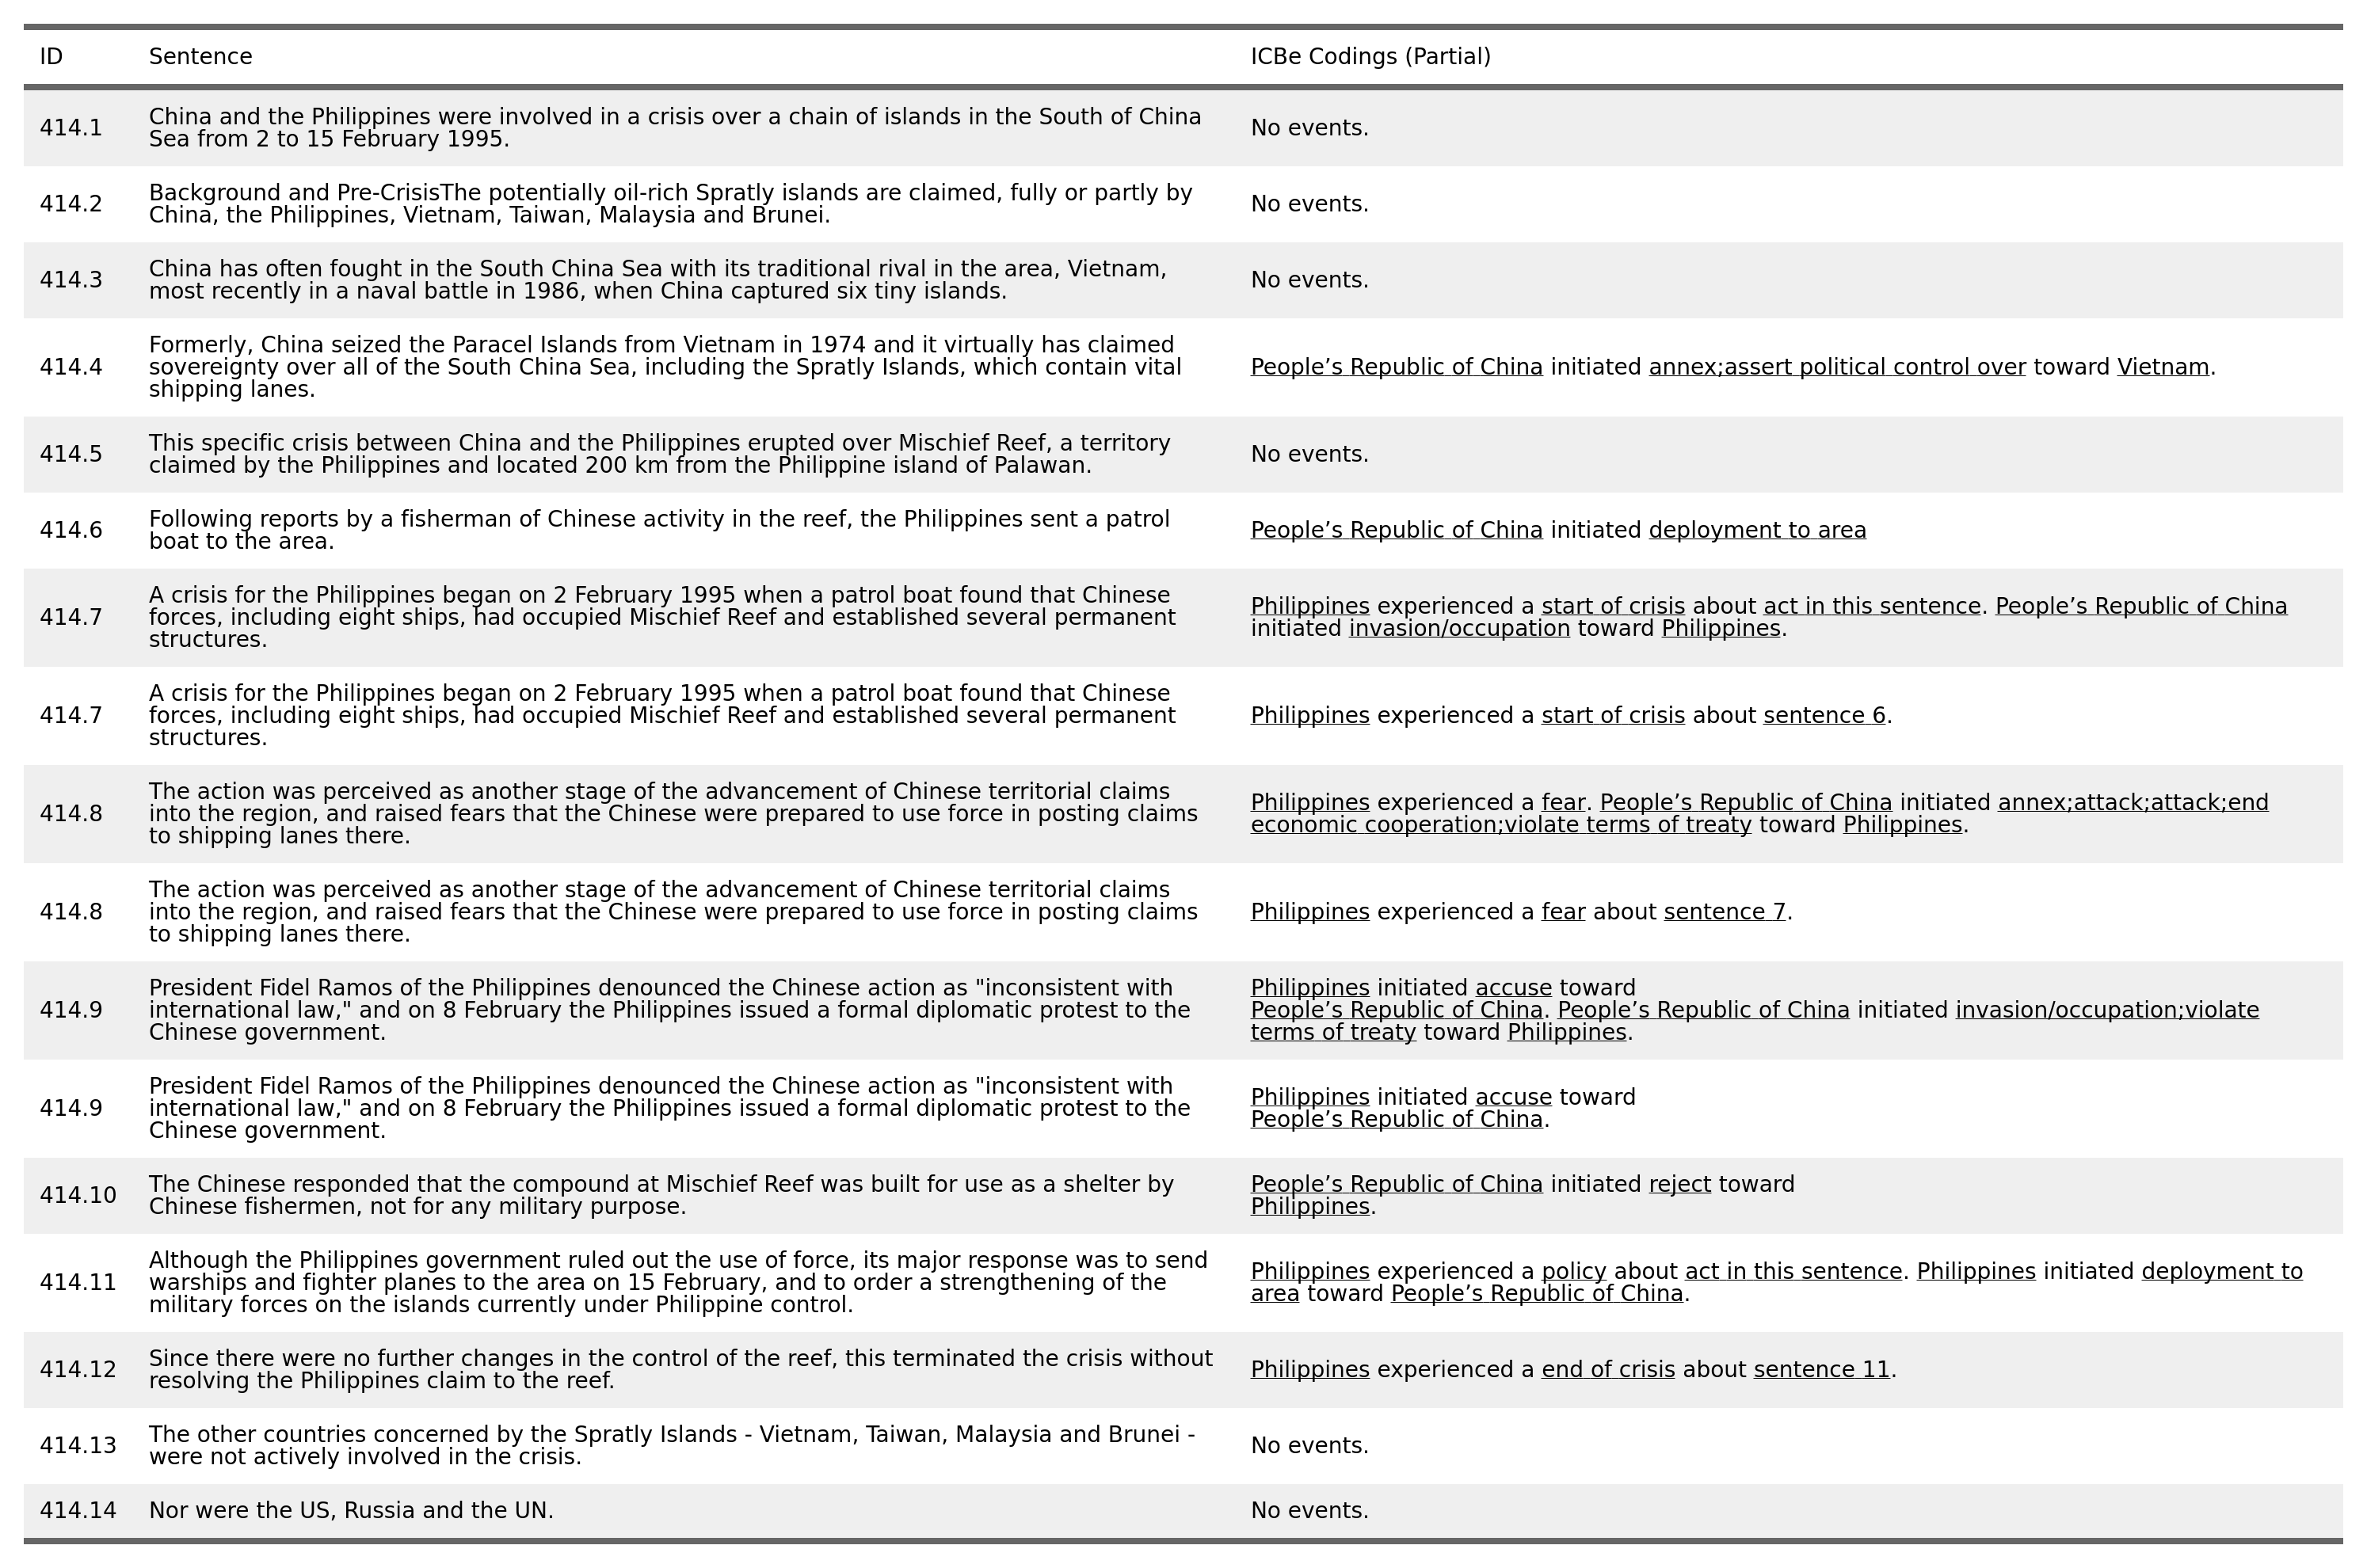 ID Sentence ICBe Codings (Partial)
414.1 China and the Philippines were involved in a crisis over a chain of islands in the South of China
Sea from 2 to 15 February 1995.
No events.
414.2 Background and Pre-CrisisThe potentially oil-rich Spratly islands are claimed, fully or partly by
China, the Philippines, Vietnam, Taiwan, Malaysia and Brunei.
No events.
414.3 China has often fought in the South China Sea with its traditional rival in the area, Vietnam,
most recently in a naval battle in 1986, when China captured six tiny islands.
No events.
414.4 Formerly, China seized the Paracel Islands from Vietnam in 1974 and it virtually has claimed
sovereignty over all of the South China Sea, including the Spratly Islands, which contain vital
shipping lanes.
People’s Republic of China initiated annex;assert political control over toward Vietnam.
414.5 This specific crisis between China and the Philippines erupted over Mischief Reef, a territory
claimed by the Philippines and located 200 km from the Philippine island of Palawan.
No events.
414.6 Following reports by a fisherman of Chinese activity in the reef, the Philippines sent a patrol
boat to the area.
People’s Republic of China initiated deployment to area
414.7 A crisis for the Philippines began on 2 February 1995 when a patrol boat found that Chinese
forces, including eight ships, had occupied Mischief Reef and established several permanent
structures.
Philippines experienced a start of crisis about act in this sentence. People’s Republic of China
initiated invasion/occupation toward Philippines.
414.7 A crisis for the Philippines began on 2 February 1995 when a patrol boat found that Chinese
forces, including eight ships, had occupied Mischief Reef and established several permanent
structures.
Philippines experienced a start of crisis about sentence 6.
414.8 The action was perceived as another stage of the advancement of Chinese territorial claims
into the region, and raised fears that the Chinese were prepared to use force in posting claims
to shipping lanes there.
Philippines experienced a fear. People’s Republic of China initiated annex;attack;attack;end
economic cooperation;violate terms of treaty toward Philippines.
414.8 The action was perceived as another stage of the advancement of Chinese territorial claims
into the region, and raised fears that the Chinese were prepared to use force in posting claims
to shipping lanes there.
Philippines experienced a fear about sentence 7.
414.9 President Fidel Ramos of the Philippines denounced the Chinese action as "inconsistent with
international law," and on 8 February the Philippines issued a formal diplomatic protest to the
Chinese government.
Philippines initiated accuse toward
People’s Republic of China. People’s Republic of China initiated invasion/occupation;violate
terms of treaty toward Philippines.
414.9 President Fidel Ramos of the Philippines denounced the Chinese action as "inconsistent with
international law," and on 8 February the Philippines issued a formal diplomatic protest to the
Chinese government.
Philippines initiated accuse toward
People’s Republic of China.
414.10 The Chinese responded that the compound at Mischief Reef was built for use as a shelter by
Chinese fishermen, not for any military purpose.
People’s Republic of China initiated reject toward
Philippines.
414.11 Although the Philippines government ruled out the use of force, its major response was to send
warships and fighter planes to the area on 15 February, and to order a strengthening of the
military forces on the islands currently under Philippine control.
Philippines experienced a policy about act in this sentence. Philippines initiated deployment to
area toward People’s Republic of China.
414.12 Since there were no further changes in the control of the reef, this terminated the crisis without
resolving the Philippines claim to the reef.
Philippines experienced a end of crisis about sentence 11.
414.13 The other countries concerned by the Spratly Islands - Vietnam, Taiwan, Malaysia and Brunei -
were not actively involved in the crisis.
No events.
414.14 Nor were the US, Russia and the UN.
No events.